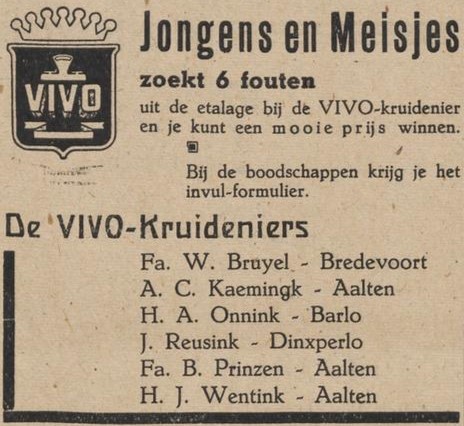 Jongens en Meisjes
VIVO
zoekt 6 fouten
uit de etalage bij de VIVO-kruidenier
en je kunt een mooie prijs winnen.
Bij de boodschappen krijg je het
invul-formulier.
De VIVO-Kruideniers
Fa. W. Bruyel - Bredevoort
A. C. Kaemingk - Aalten
H. A. Onnink - Barlo
J. Reusink - Dinxperlo
Fa. B. Prinzen - Aalten
H. J. Wentink - Aalten